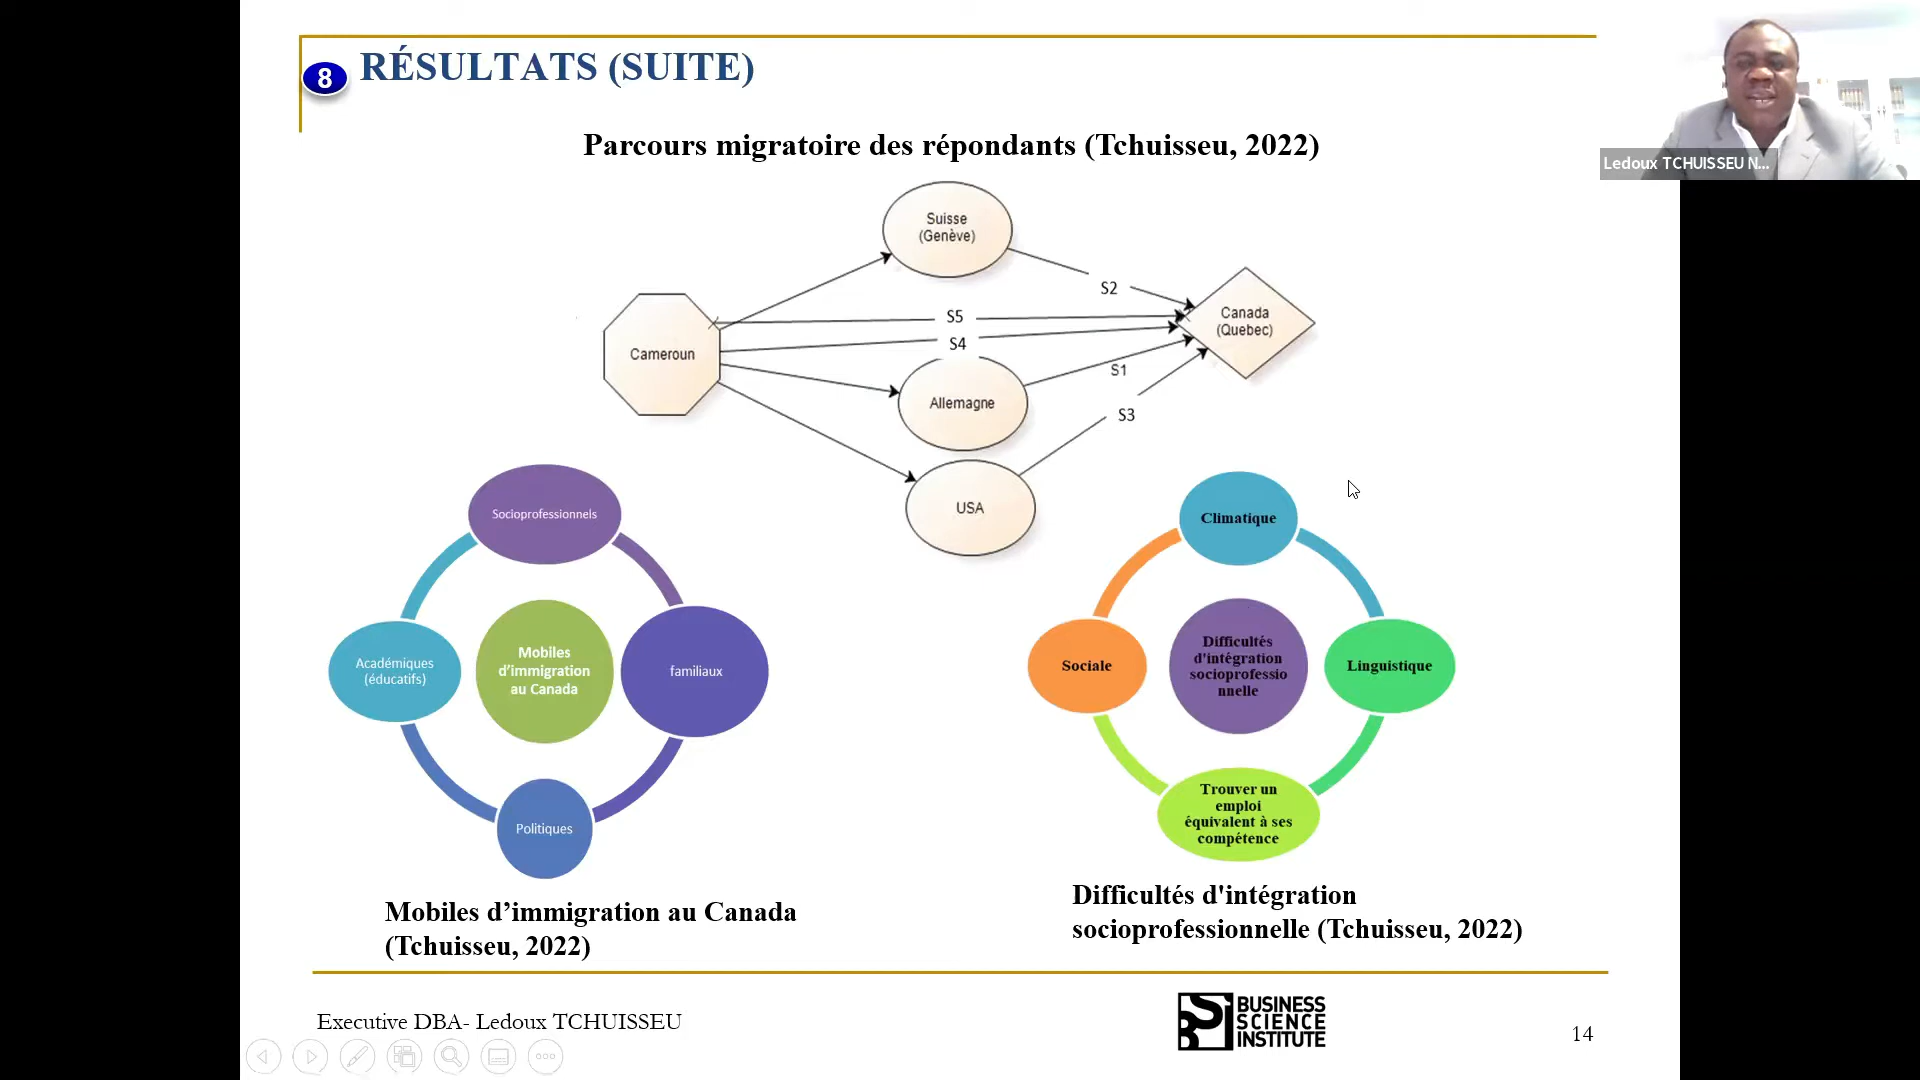 8
RÉSULTATS (SUITE)
Ledoux TCHUISSEU N...
Parcours migratoire des répondants (Tchuisseu, 2022)
Suisse
(Genève)
S2
Canada
(Quebec)
S5
S4
Cameroun
S1
Allemagne
S3
USA
Socioprofessionnels
Académiques
(éducatifs)
Mobiles
d’immigration
au Canada
familiaux
Politiques
Mobiles d’immigration au Canada
(Tchuisseu, 2022)
Climatique
Sociale
Difficultés
d'intégration
socioprofessio
nnelle
Linguistique
Trouver un
emploi
équivalent à ses
compétence
Difficultés d'intégration
socioprofessionnelle (Tchuisseu, 2022)
Executive DBA- Ledoux TCHUISSEU
BUSINESS
SCIENCE
INSTITUTE
14